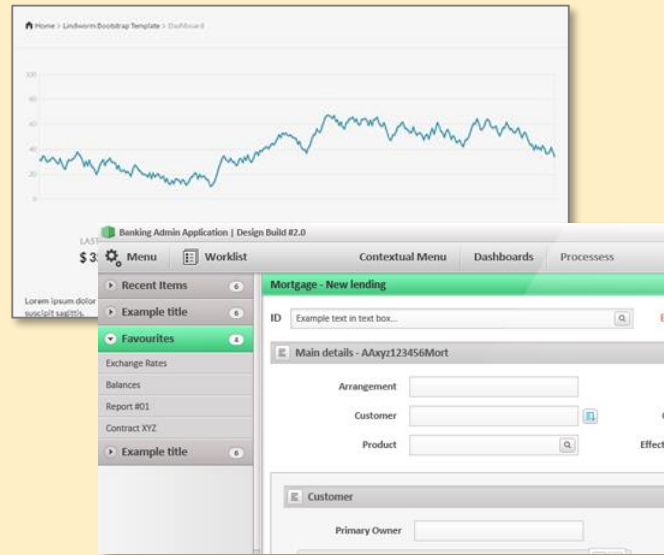 Home > Lindworm Bootstrap Template > Dashboard
100
80
60
40
20
0
LAST
$ 3
Lorem ipsum dolor
suscipit sagittis.
Banking Admin Application | Design Build #2.0
Menu Worklist Contextual Menu Dashboards Processess
Recent Items 6
Example title 6
Favourites 4
Exchange Rates
Balances
Report #01
Contract XYZ
Example title 6
Mortgage - New lending
ID Example text in text box...
Main details - AAxyz123456Mort
Arrangement
Customer
Product Effect
Customer
Primary Owner